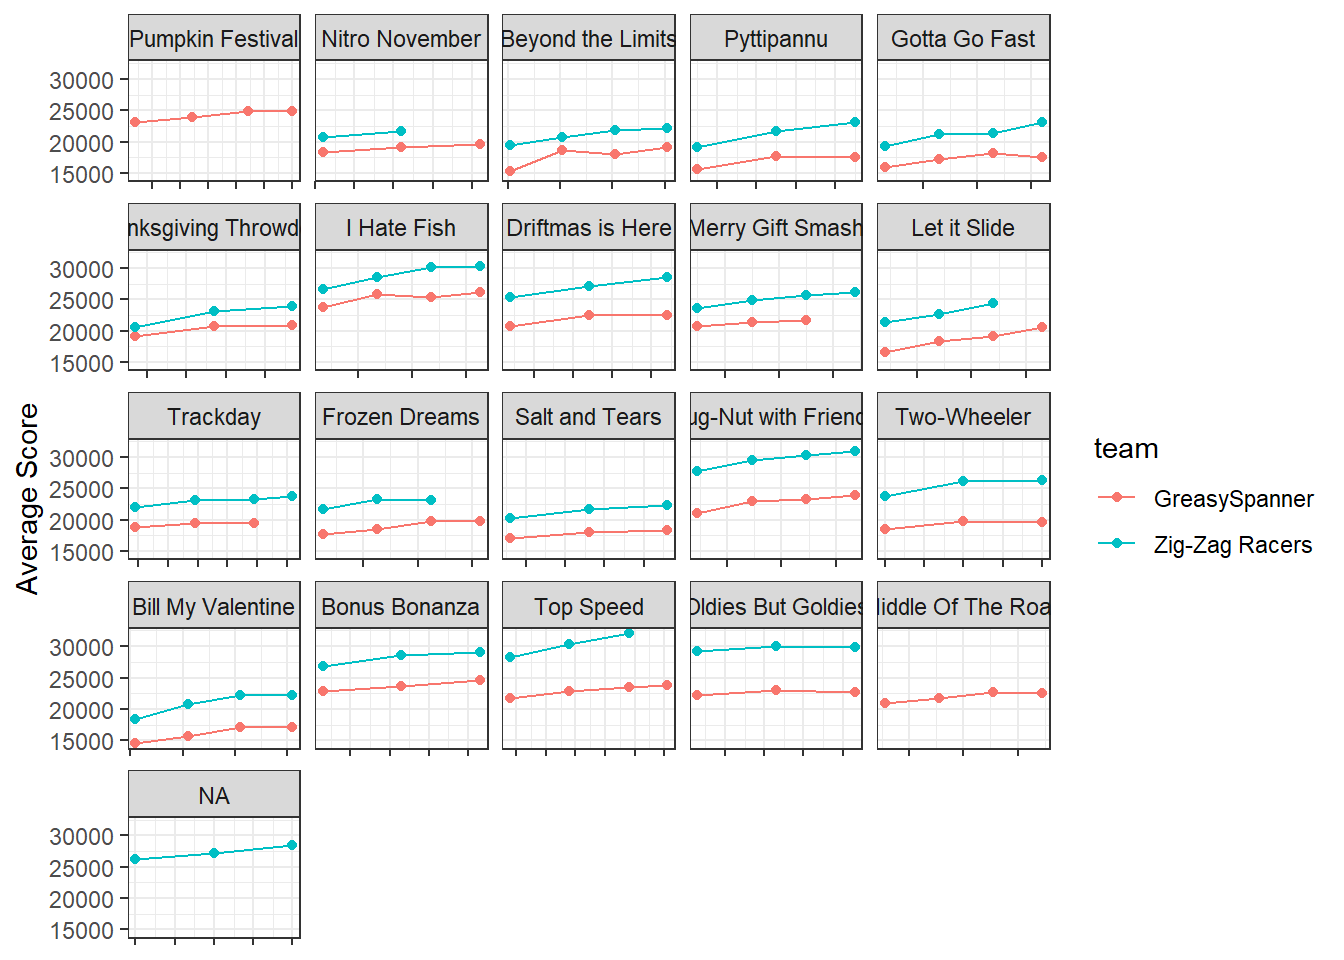 Pumpkin Festival
Nitro November
Beyond the Limits
Pyttipannu
Gotta Go Fast
30000
25000
20000
15000
nksgiving Throwd
I Hate Fish
Driftmas is Here
Merry Gift Smash
Let it Slide
30000
25000
20000
15000
Trackday
Frozen Dreams
Salt and Tears
ug-Nut with Friend
Two-Wheeler
30000
25000
20000
15000
Bill My Valentine
Bonus Bonanza
Top Speed
Oldies But Goldies
iddle Of The Roa
30000
25000
20000
15000
NA
30000
25000
20000
15000
Average Score
team
GreasySpanner
Zig-Zag Racers